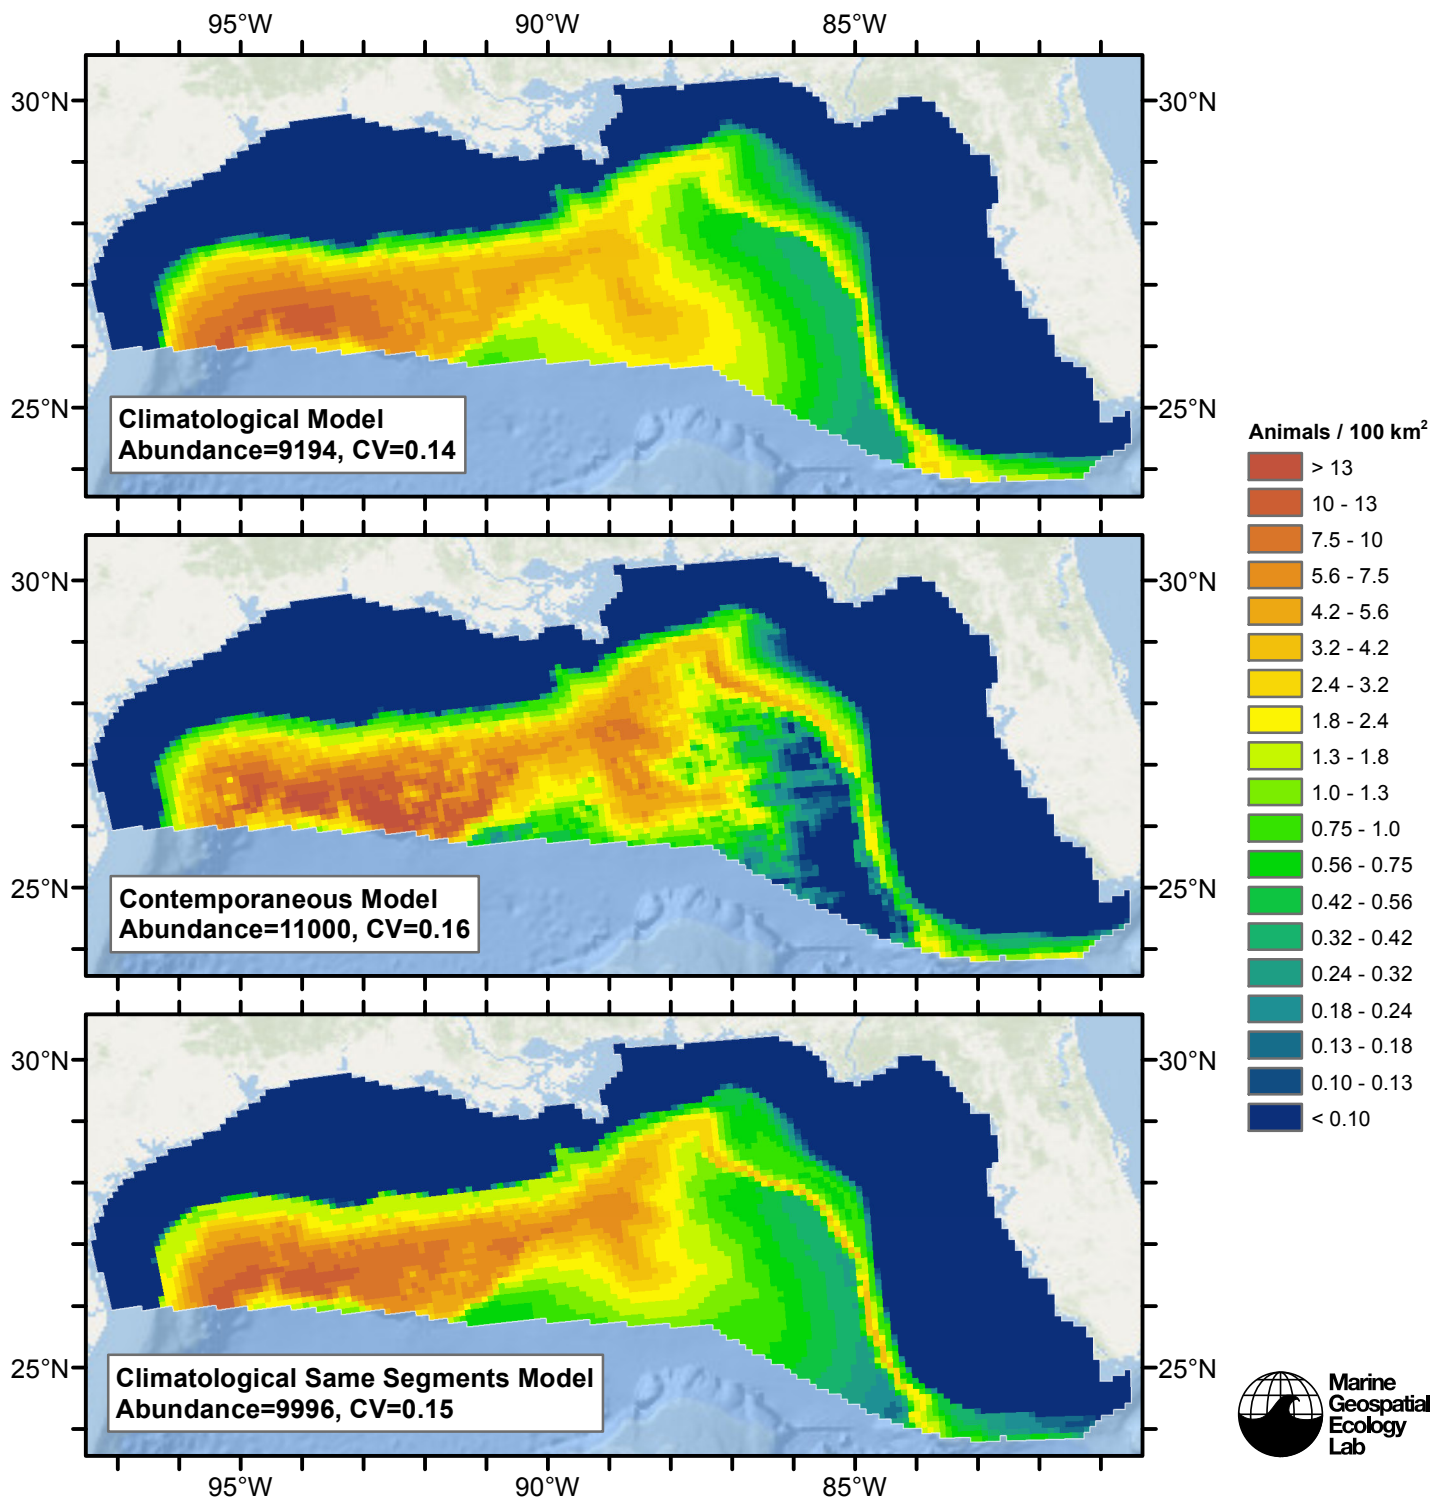 95°W 90°W 85°W
30°N 30°N
25°N 25°N
Climatological Model
Abundance=9194, CV=0.14
30°N 30°N
25°N 25°N
Contemporaneous Model
Abundance=11000, CV=0.16
30°N 30°N
25°N 25°N
Climatological Same Segments Model
Abundance=9996, CV=0.15
95°W 90°W 85°W
Animals / 100 km²
> 13
10 - 13
7.5 - 10
5.6 - 7.5
4.2 - 5.6
3.2 - 4.2
2.4 - 3.2
1.8 - 2.4
1.3 - 1.8
1.0 - 1.3
0.75 - 1.0
0.56 - 0.75
0.42 - 0.56
0.32 - 0.42
0.24 - 0.32
0.18 - 0.24
0.13 - 0.18
0.10 - 0.13
< 0.10
Marine
Geospatial
Ecology
Lab